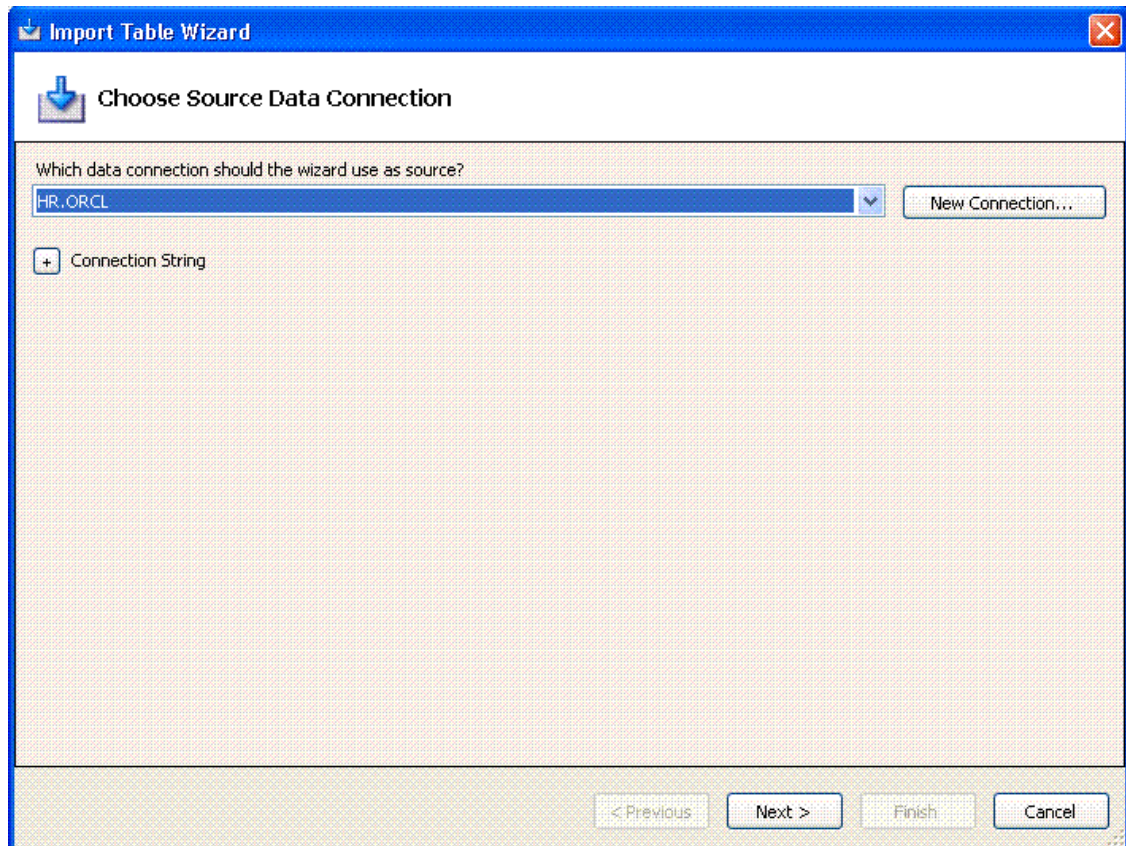 Import Table Wizard
Choose Source Data Connection
Which data connection should the wizard use as source?
HR.ORCL
New Connection...
+ Connection String
< Previous
Next >
Finish
Cancel